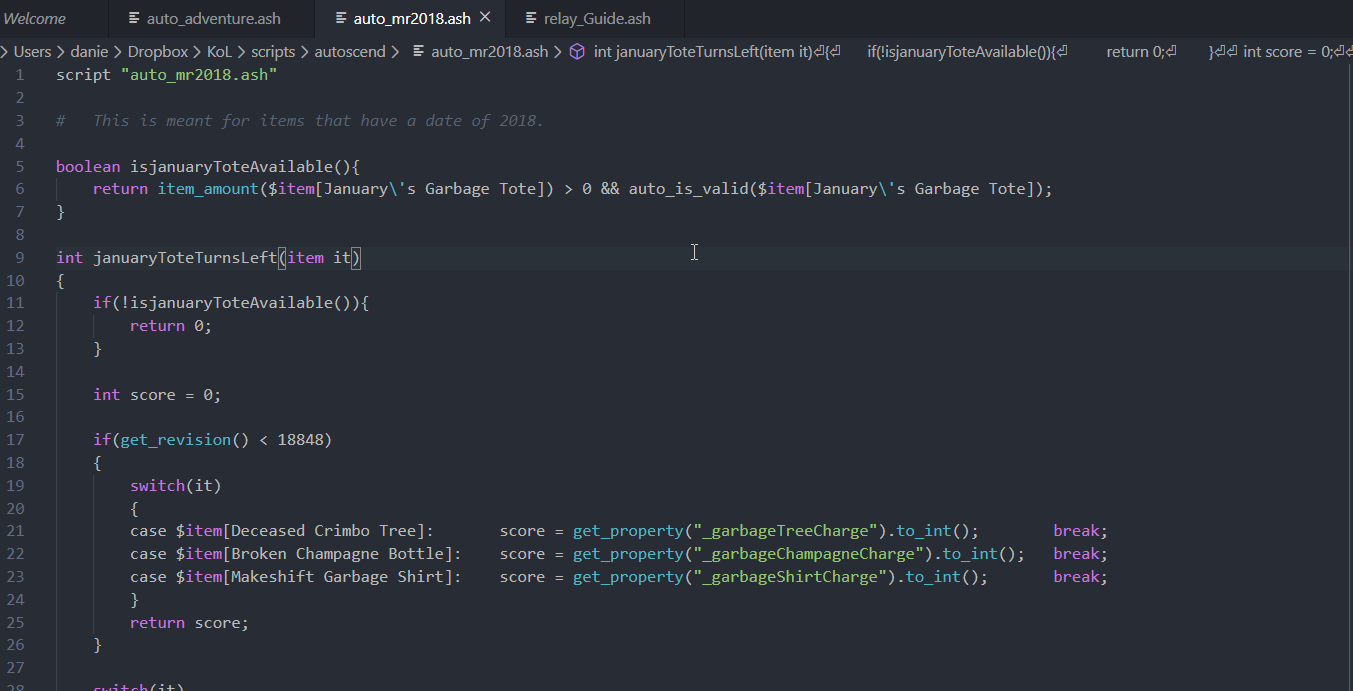 Welcome auto_adventure.ash auto_mr2018.ash relay_Guide.ash
Users > danie > Dropbox > KoL > scripts > autoscend > auto_mr2018.ash > int januaryToteTurnsLeft(item it)⏎{⏎ if(!isjanuaryToteAvailable()){⏎ return 0;⏎ }⏎⏎ int score = 0;⏎
1 script "auto_mr2018.ash"
2
3 # This is meant for items that have a date of 2018.
4
5 boolean isjanuaryToteAvailable(){
6 return item_amount($item[January\'s Garbage Tote]) > 0 && auto_is_valid($item[January\'s Garbage Tote]);
7 }
8
9 int januaryToteTurnsLeft(item it)
10 {
11 if(!isjanuaryToteAvailable()){
12 return 0;
13 }
14
15 int score = 0;
16
17 if(get_revision() < 18848)
18 {
19 switch(it)
20 {
21 case $item[Deceased Crimbo Tree]: score = get_property("_garbageTreeCharge").to_int(); break;
22 case $item[Broken Champagne Bottle]: score = get_property("_garbageChampagneCharge").to_int(); break;
23 case $item[Makeshift Garbage Shirt]: score = get_property("_garbageShirtCharge").to_int(); break;
24 }
25 return score;
26 }
27
28 switch(it)